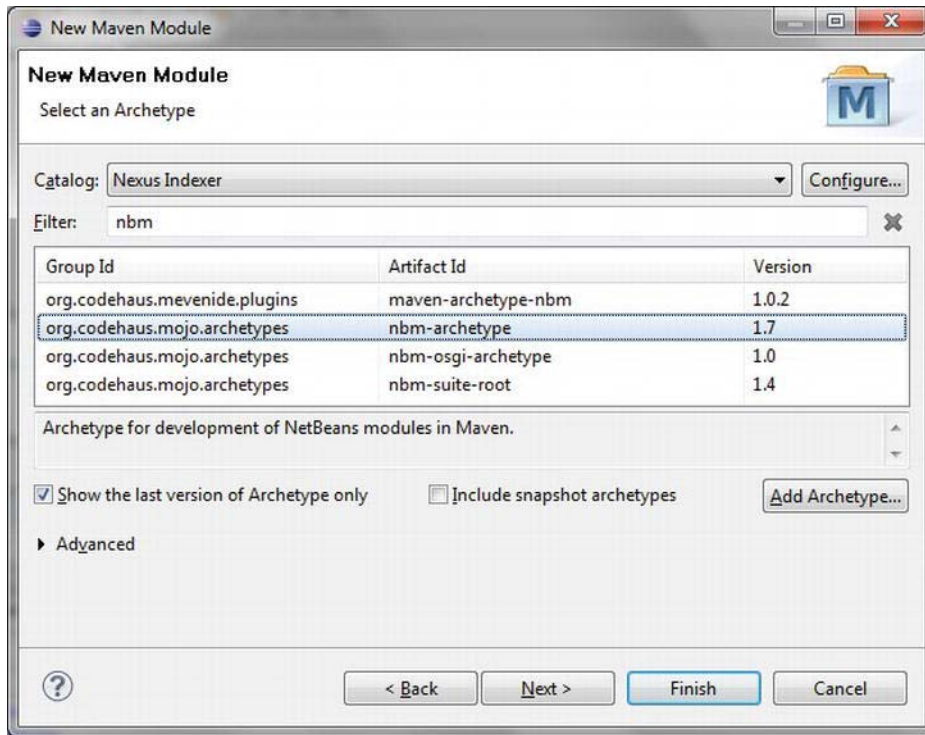 New Maven Module
New Maven Module
Select an Archetype
M
Catalog: Nexus Indexer Configure...
Filter: nbm
Group Id Artifact Id Version
org.codehaus.mevenide.plugins maven-archetype-nbm 1.0.2
org.codehaus.mojo.archetypes nbm-archetype 1.7
org.codehaus.mojo.archetypes nbm-osgi-archetype 1.0
org.codehaus.mojo.archetypes nbm-suite-root 1.4
Archetype for development of NetBeans modules in Maven.
Show the last version of Archetype only Include snapshot archetypes Add Archetype...
Advanced
? < Back Next > Finish Cancel